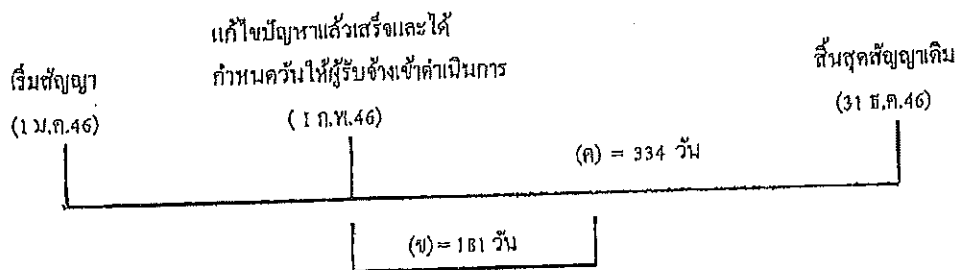 แก้ไขปัญหาแล้วเสร็จและได้
เริ่มสัญญา
กำหนดวันให้ผู้รับจ้างเข้าดำเนินการ
สิ้นสุดสัญญาเดิม
(1 ม.ค.46)
(1 ก.พ.46)
(31 ธ.ค.46)
(ค) = 334 วัน
(ข) = 181 วัน